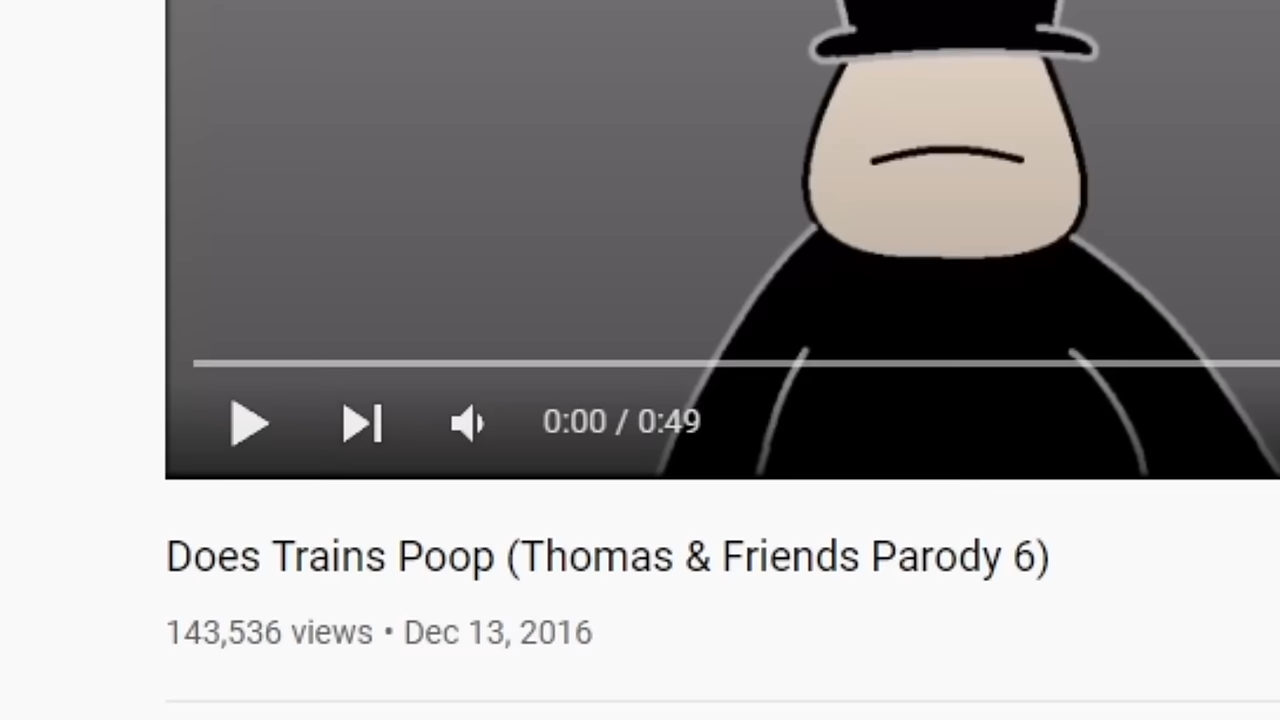 0:00 / 0:49
Does Trains Poop (Thomas & Friends Parody 6)
143,536 views • Dec 13, 2016